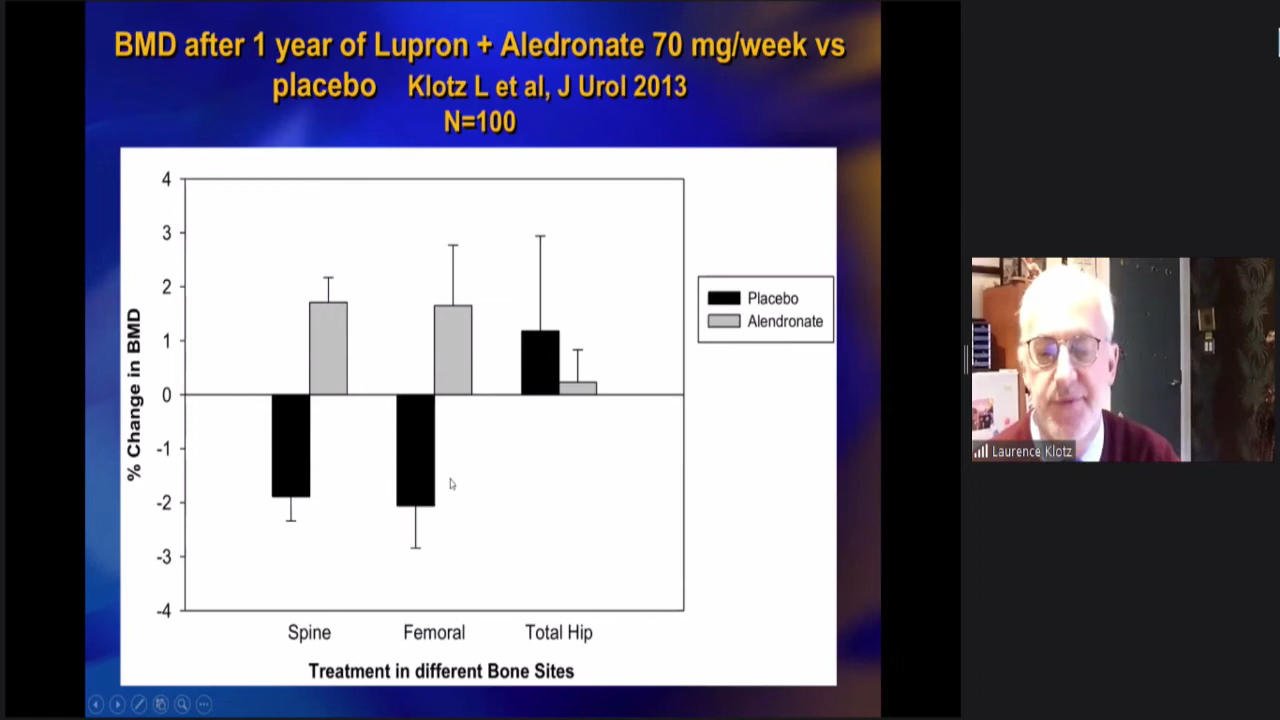 BMD after 1 year of Lupron + Aledronate 70 mg/week vs
placebo Klotz L et al, J Urol 2013
N=100
4
3
2
1
0
-1
-2
-3
-4
% Change in BMD
Placebo
Alendronate
Spine Femoral Total Hip
Treatment in different Bone Sites
Laurence Klotz